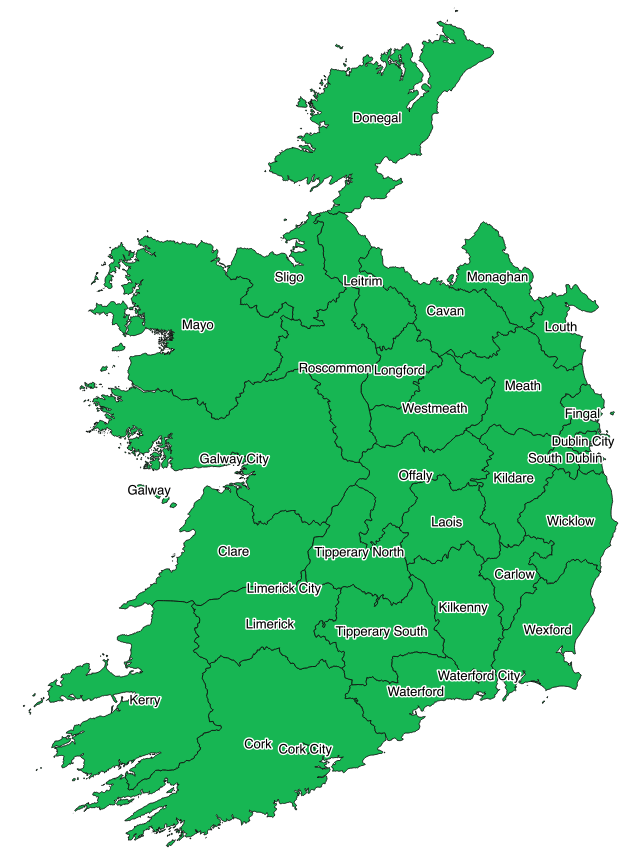 Donegal
Monaghan
Sligo
Leitrim
Cavan
Mayo
Louth
Roscommon
Longford
Meath
Westmeath
Fingal
Dublin City
Galway City
South Dublin
Offaly
Kildare
Galway
Laois
Wicklow
Clare
Tipperary North
Carlow
Limerick City
Kilkenny
Limerick
Tipperary South
Wexford
Waterford City
Waterford
Kerry
Cork
Cork City